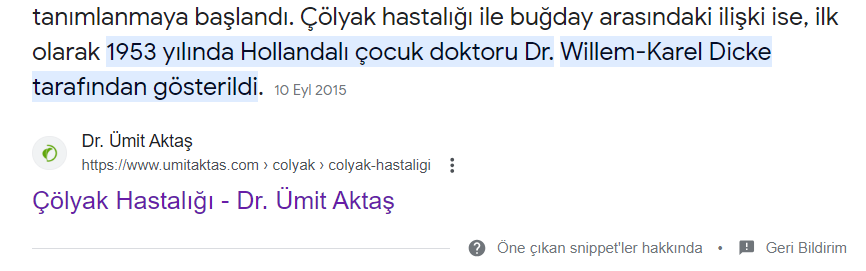 tanımlanmaya başlandı. Çölyak hastalığı ile buğday arasındaki ilişki ise, ilk
olarak 1953 yılında Hollandalı çocuk doktoru Dr. Willem-Karel Dicke
tarafından gösterildi. 10 Eyl 2015
Dr. Ümit Aktaş
https://www.umitaktas.com › colyak › colyak-hastaligi
Çölyak Hastalığı - Dr. Ümit Aktaş
Öne çıkan snippet'ler hakkında • Geri Bildirim